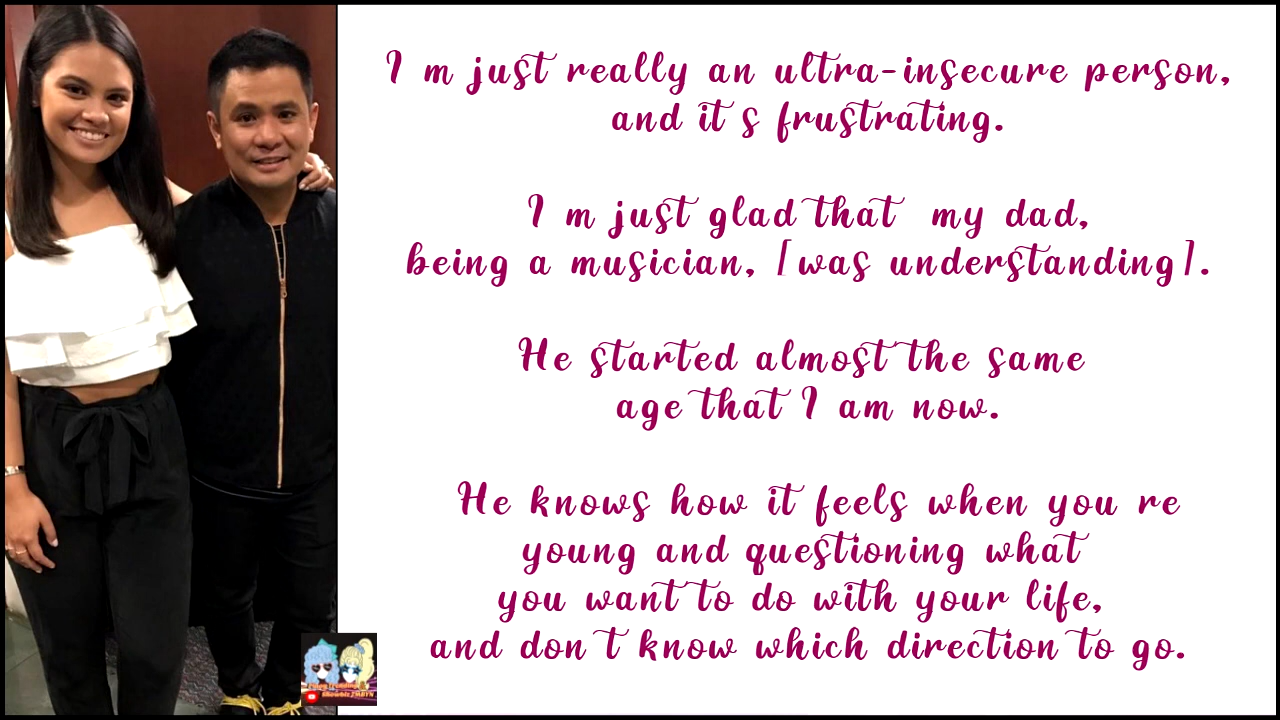 I m just really an ultra-insecure person,
and it s frustrating.
I m just glad that my dad,
being a musician, [was understanding].
He started almost the same
age that I am now.
He knows how it feels when you re
young and questioning what
you want to do with your life,
and don t know which direction to go.